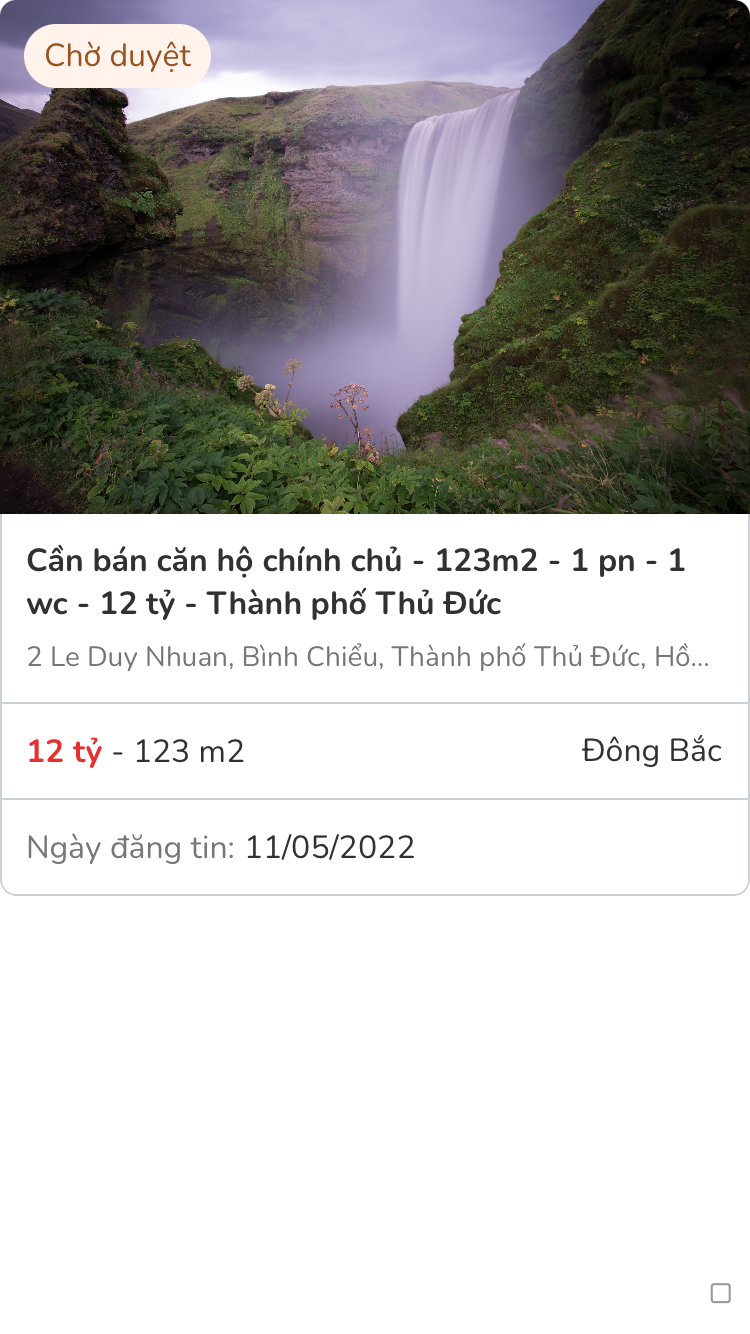 Chờ duyệt
Cần bán căn hộ chính chủ - 123m2 - 1 pn - 1
wc - 12 tỷ - Thành phố Thủ Đức
2 Le Duy Nhuan, Bình Chiểu, Thành phố Thủ Đức, Hồ...
12 tỷ - 123 m2
Đông Bắc
Ngày đăng tin: 11/05/2022